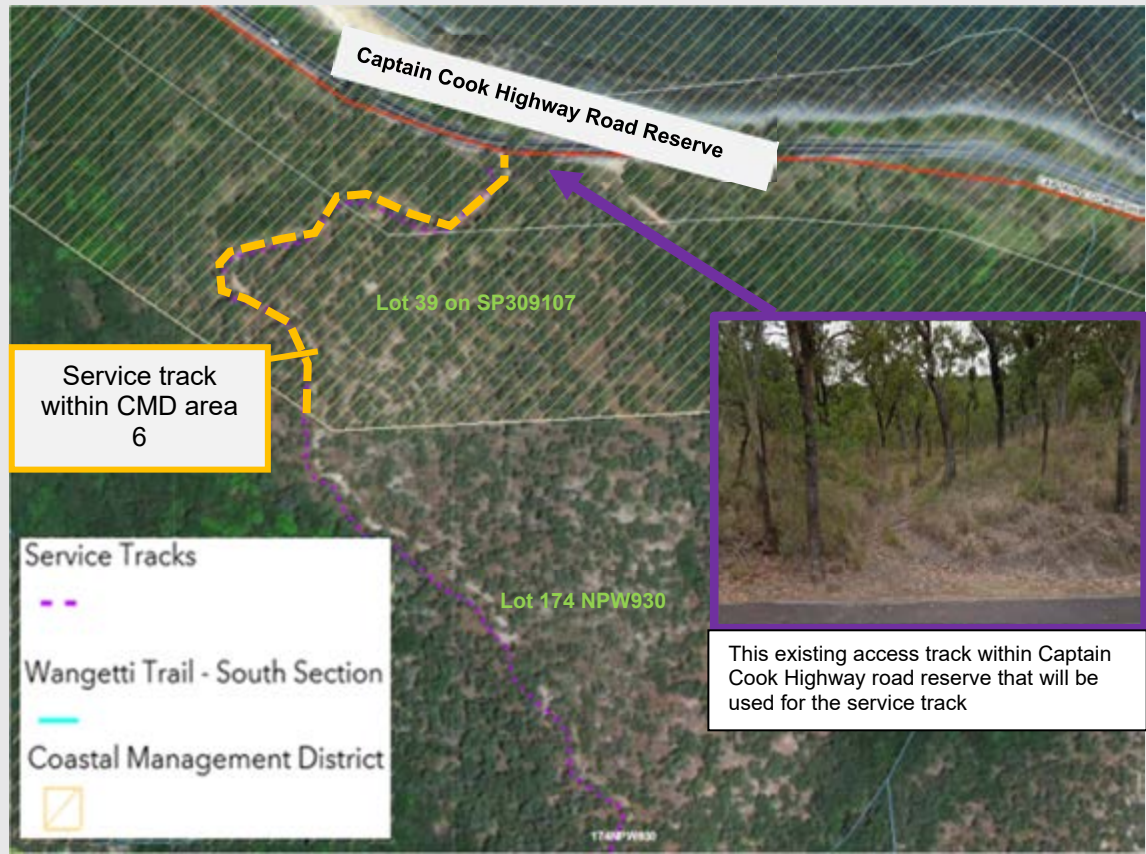 Captain Cook Highway Road Reserve
Lot 39 on SP309107
Service track
within CMD area
6
Lot 174 NPW930
Service Tracks
Wangetti Trail - South Section
Coastal Management District
This existing access track within Captain
Cook Highway road reserve that will be
used for the service track
174NPW930